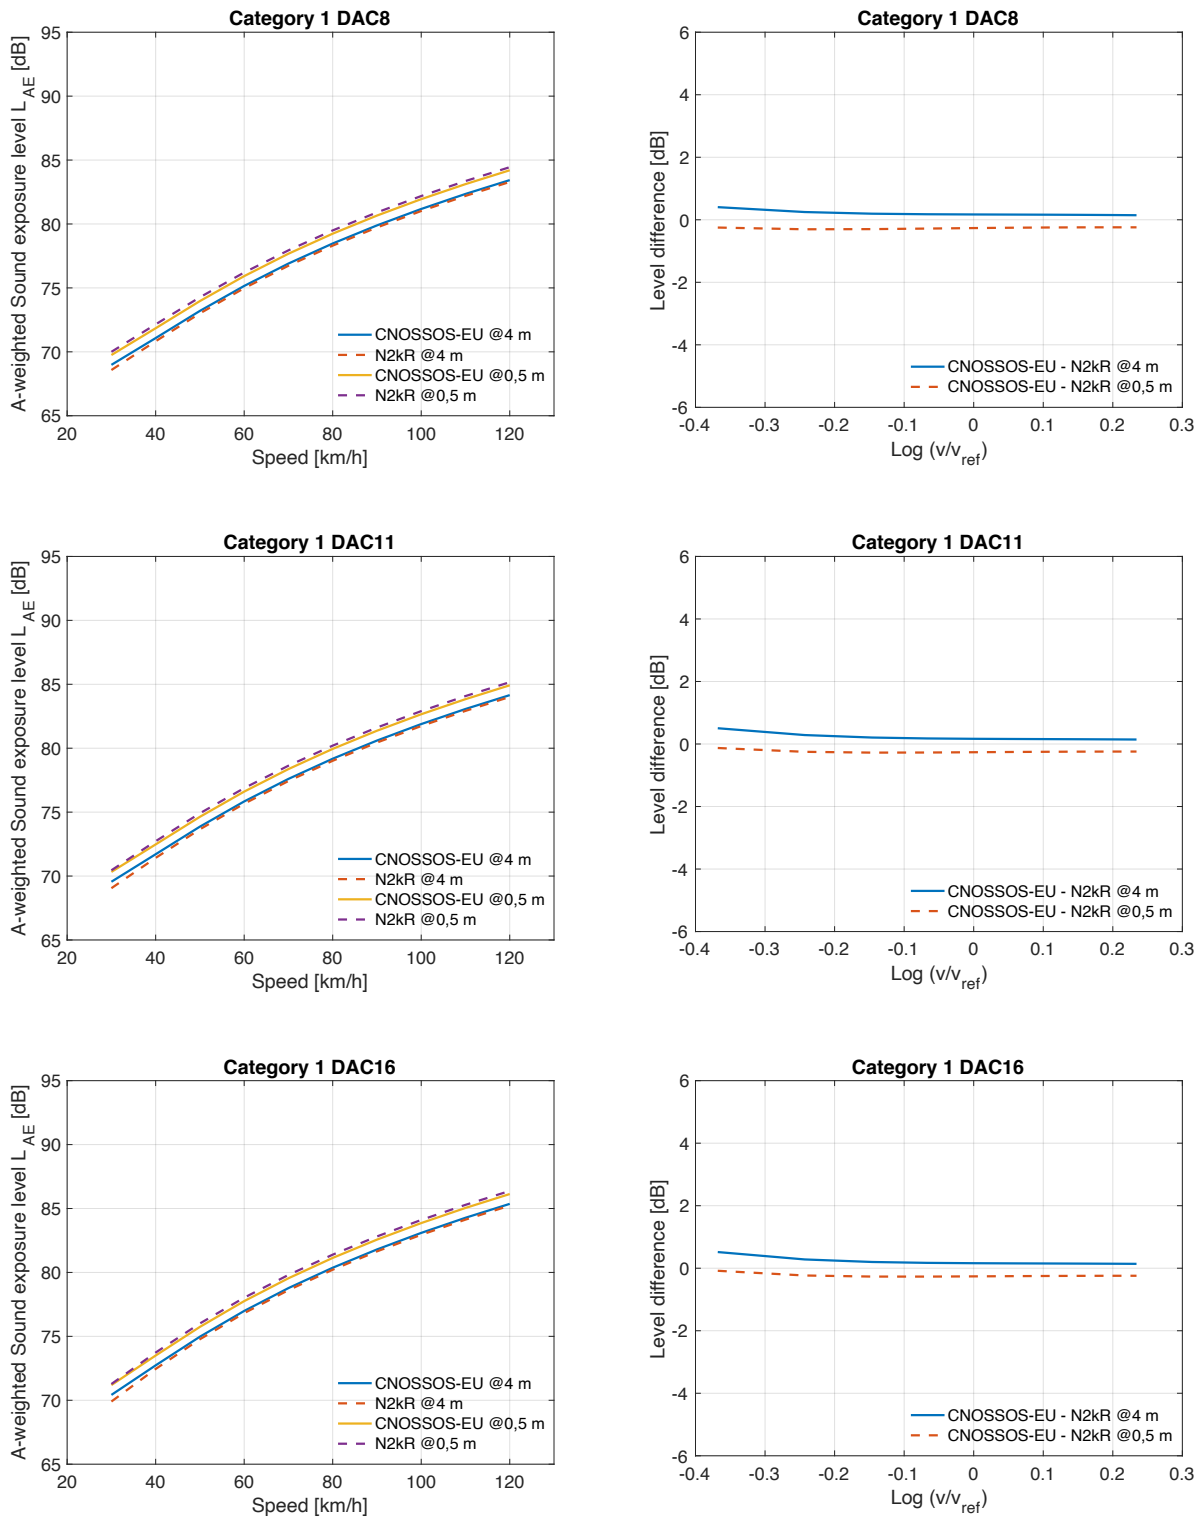 Category 1 DAC8
A-weighted Sound exposure level L_AE [dB]
95
90
85
80
75
70
65
20 40 60 80 100 120
Speed [km/h]
CNOSSOS-EU @4 m
N2kR @4 m
CNOSSOS-EU @0,5 m
N2kR @0,5 m
Category 1 DAC8
Level difference [dB]
6
4
2
0
-2
-4
-6
-0.4 -0.3 -0.2 -0.1 0 0.1 0.2 0.3
Log (v/v_ref)
CNOSSOS-EU - N2kR @4 m
CNOSSOS-EU - N2kR @0,5 m
Category 1 DAC11
A-weighted Sound exposure level L_AE [dB]
95
90
85
80
75
70
65
20 40 60 80 100 120
Speed [km/h]
CNOSSOS-EU @4 m
N2kR @4 m
CNOSSOS-EU @0,5 m
N2kR @0,5 m
Category 1 DAC11
Level difference [dB]
6
4
2
0
-2
-4
-6
-0.4 -0.3 -0.2 -0.1 0 0.1 0.2 0.3
Log (v/v_ref)
CNOSSOS-EU - N2kR @4 m
CNOSSOS-EU - N2kR @0,5 m
Category 1 DAC16
A-weighted Sound exposure level L_AE [dB]
95
90
85
80
75
70
65
20 40 60 80 100 120
Speed [km/h]
CNOSSOS-EU @4 m
N2kR @4 m
CNOSSOS-EU @0,5 m
N2kR @0,5 m
Category 1 DAC16
Level difference [dB]
6
4
2
0
-2
-4
-6
-0.4 -0.3 -0.2 -0.1 0 0.1 0.2 0.3
Log (v/v_ref)
CNOSSOS-EU - N2kR @4 m
CNOSSOS-EU - N2kR @0,5 m